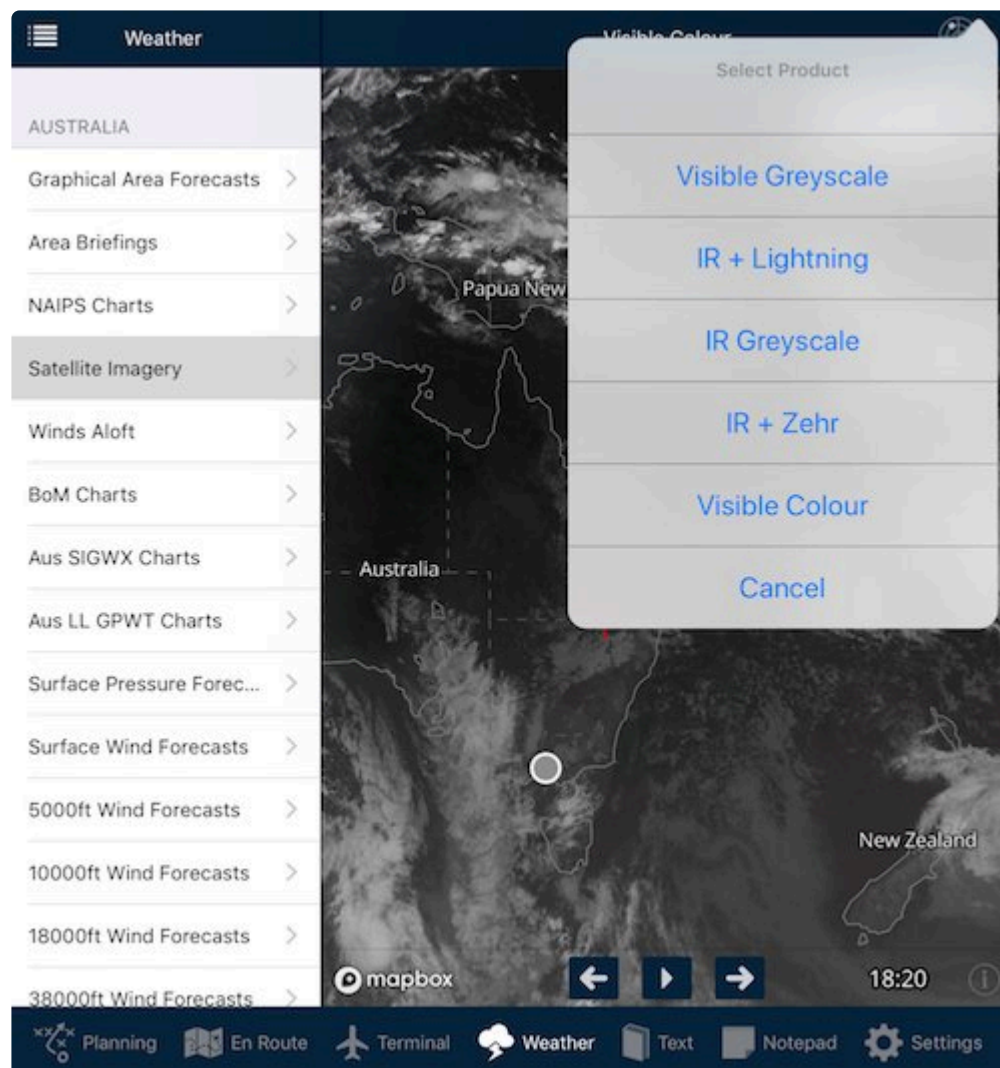 Weather
Visible Colour
AUSTRALIA
Graphical Area Forecasts
Area Briefings
NAIPS Charts
Satellite Imagery
Winds Aloft
BoM Charts
Aus SIGWX Charts
Aus LL GPWT Charts
Surface Pressure Forec...
Surface Wind Forecasts
5000ft Wind Forecasts
10000ft Wind Forecasts
18000ft Wind Forecasts
38000ft Wind Forecasts
Select Product
Visible Greyscale
IR + Lightning
IR Greyscale
IR + Zehr
Visible Colour
Cancel
Papua New
Australia
New Zealand
mapbox
18:20
Planning
En Route
Terminal
Weather
Text
Notepad
Settings